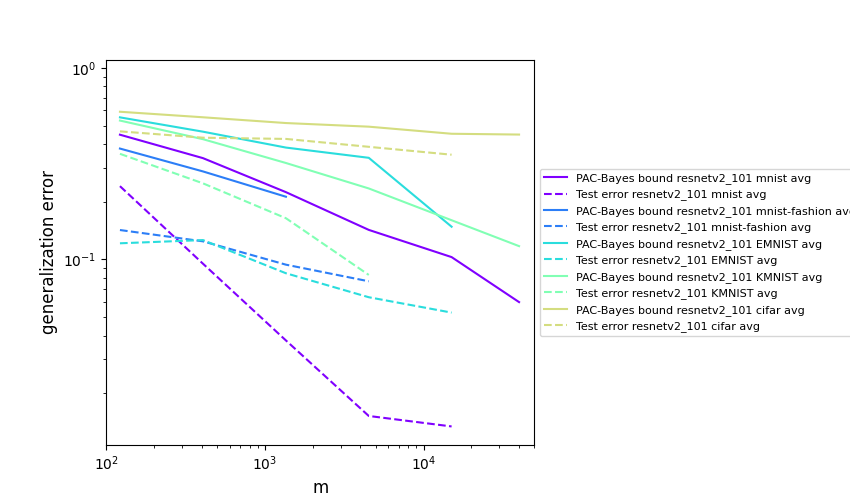 10⁰
10⁻¹
generalization error
10²
10³
10⁴
m
PAC-Bayes bound resnetv2_101 mnist avg
Test error resnetv2_101 mnist avg
PAC-Bayes bound resnetv2_101 mnist-fashion avg
Test error resnetv2_101 mnist-fashion avg
PAC-Bayes bound resnetv2_101 EMNIST avg
Test error resnetv2_101 EMNIST avg
PAC-Bayes bound resnetv2_101 KMNIST avg
Test error resnetv2_101 KMNIST avg
PAC-Bayes bound resnetv2_101 cifar avg
Test error resnetv2_101 cifar avg